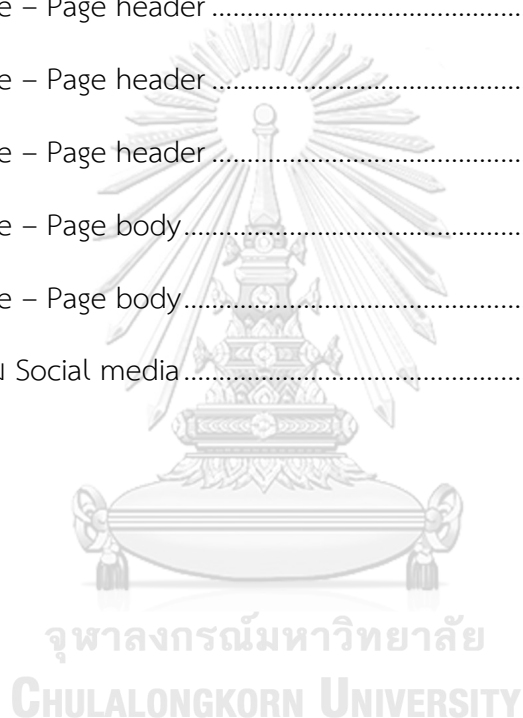 e – Page header ..................................................
e – Page header ..................................................
e – Page header ..................................................
e – Page body ..................................................
e – Page body ..................................................
Social media ..................................................
จุฬาลงกรณ์มหาวิทยาลัย
CHULALONGKORN UNIVERSITY